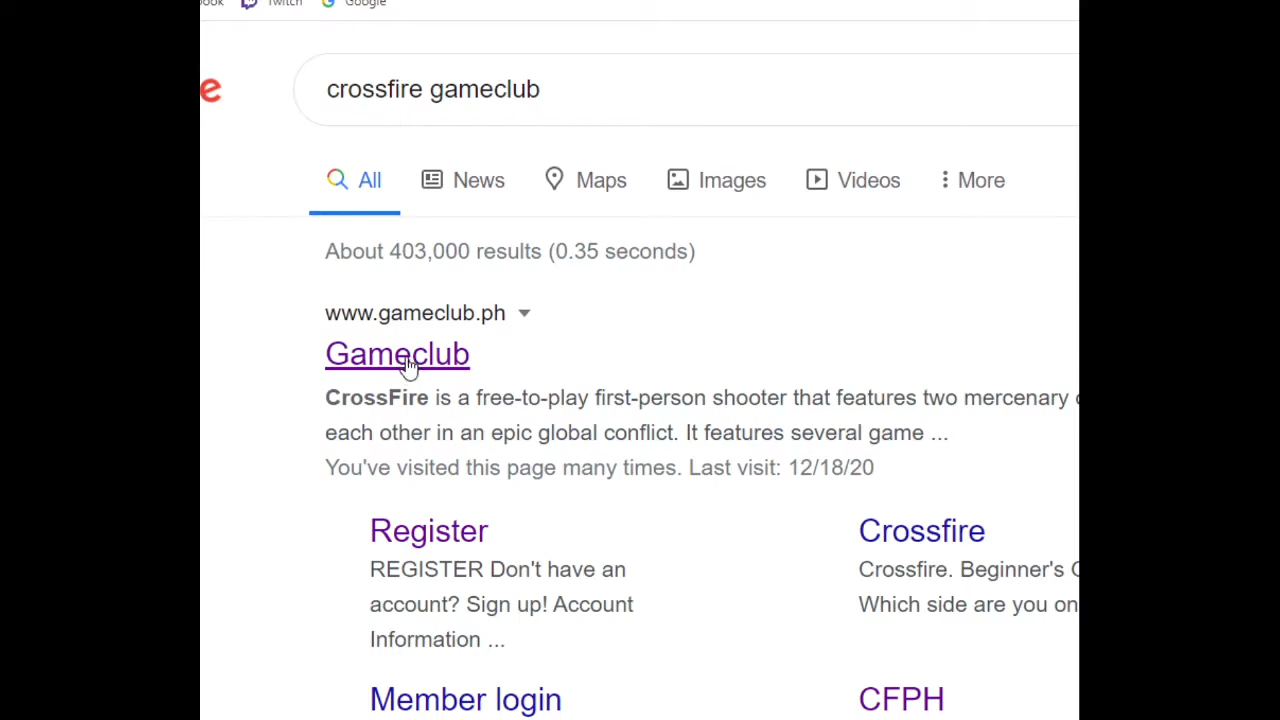 Twitch
Google
e
crossfire gameclub
All
News
Maps
Images
Videos
More
About 403,000 results (0.35 seconds)
www.gameclub.ph
Gameclub
CrossFire is a free-to-play first-person shooter that features two mercenary
each other in an epic global conflict. It features several game ...
You've visited this page many times. Last visit: 12/18/20
Register
REGISTER Don't have an
account? Sign up! Account
Information ...
Crossfire
Crossfire. Beginner's
Which side are you on
Member login
CFPH